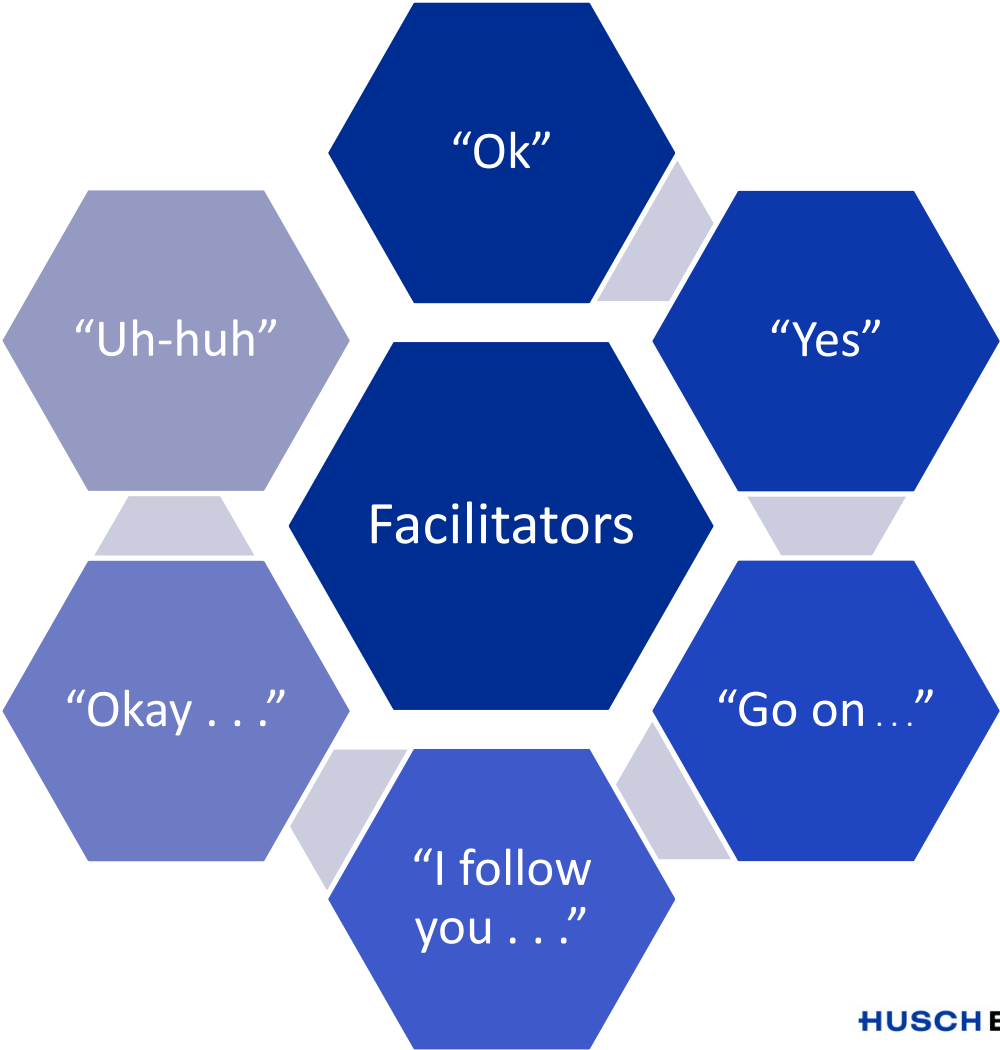 “Ok”
“Yes”
“Go on . . .”
“I follow
you . . .”
“Okay . . .”
“Uh-huh”
Facilitators
HUSCH